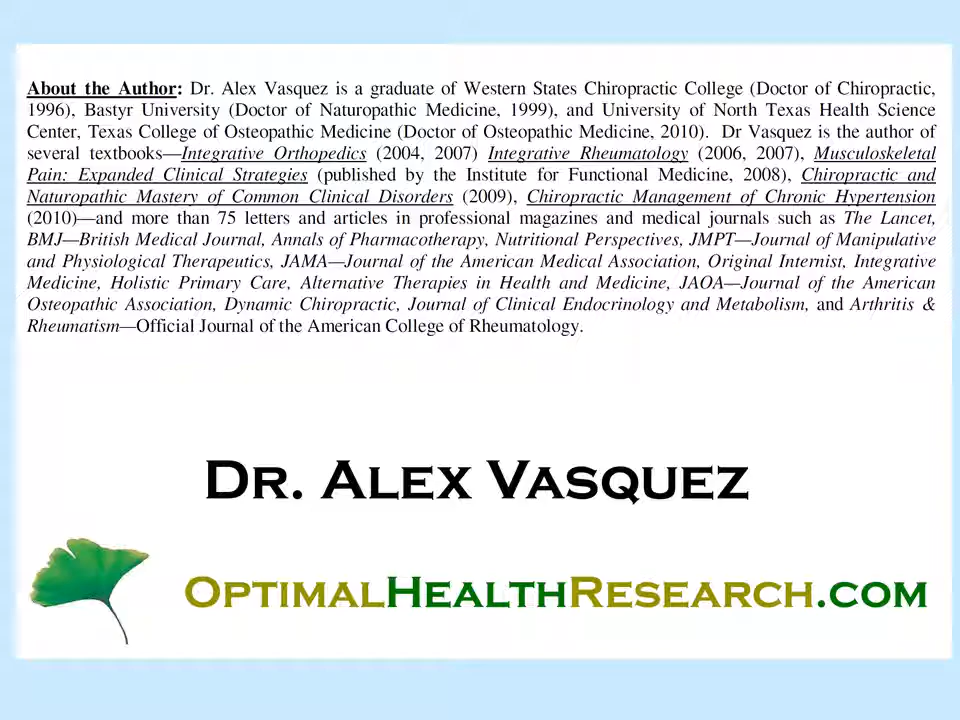 About the Author: Dr. Alex Vasquez is a graduate of Western States Chiropractic College (Doctor of Chiropractic,
1996), Bastyr University (Doctor of Naturopathic Medicine, 1999), and University of North Texas Health Science
Center, Texas College of Osteopathic Medicine (Doctor of Osteopathic Medicine, 2010). Dr Vasquez is the author of
several textbooks—Integrative Orthopedics (2004, 2007) Integrative Rheumatology (2006, 2007), Musculoskeletal
Pain: Expanded Clinical Strategies (published by the Institute for Functional Medicine, 2008), Chiropractic and
Naturopathic Mastery of Common Clinical Disorders (2009), Chiropractic Management of Chronic Hypertension
(2010)—and more than 75 letters and articles in professional magazines and medical journals such as The Lancet,
BMJ—British Medical Journal, Annals of Pharmacotherapy, Nutritional Perspectives, JMPT—Journal of Manipulative
and Physiological Therapeutics, JAMA—Journal of the American Medical Association, Original Internist, Integrative
Medicine, Holistic Primary Care, Alternative Therapies in Health and Medicine, JAOA—Journal of the American
Osteopathic Association, Dynamic Chiropractic, Journal of Clinical Endocrinology and Metabolism, and Arthritis &
Rheumatism—Official Journal of the American College of Rheumatology.
Dr. Alex Vasquez
OptimalHealthResearch.com